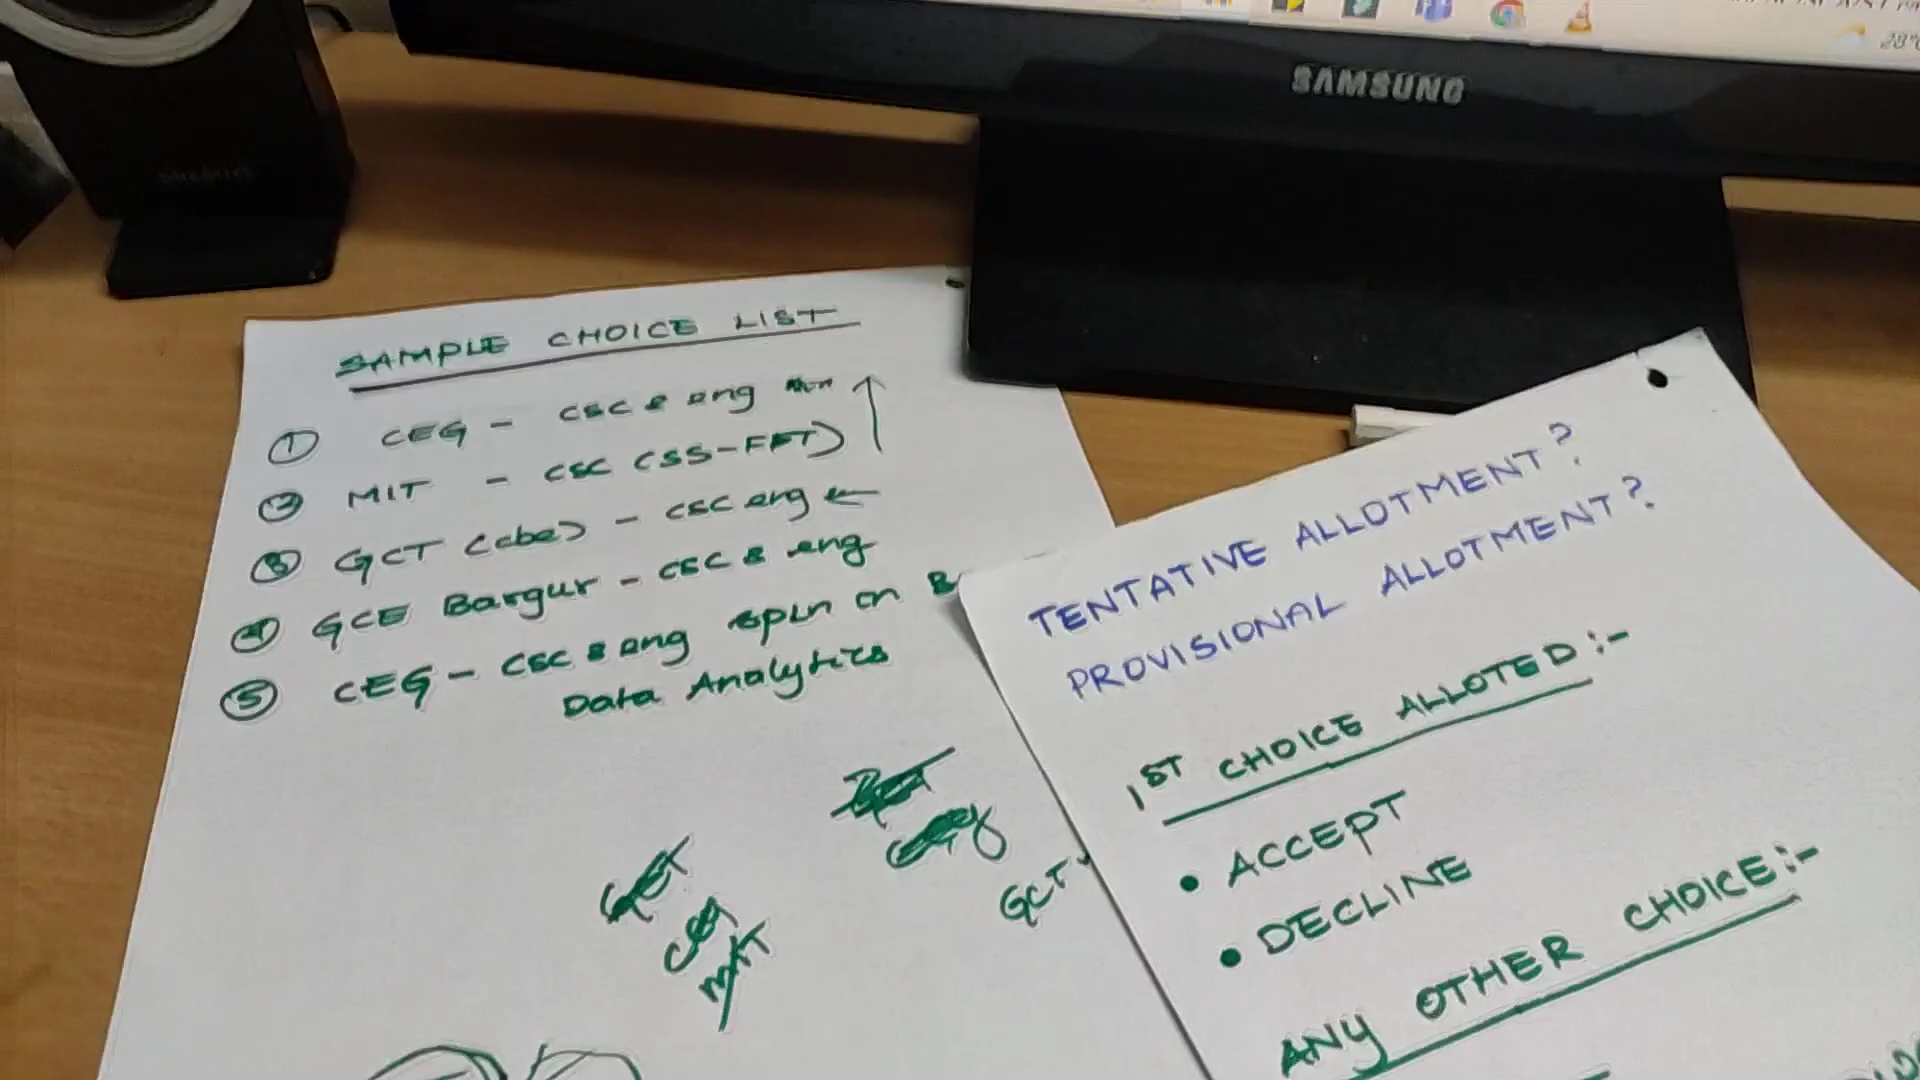 SAMSUNG
28°C
SAMPLE CHOICE LIST
① CEG - CSC & eng
② MIT - CSC (SS-FFT)
③ GCT (cbe) - CSC eng ←
④ GCE Bargur - CSC & eng
⑤ CEG - CSC & eng spln on B
Data Analytics
GCT
TENTATIVE ALLOTMENT?
PROVISIONAL ALLOTMENT?
1ST CHOICE ALLOTED:-
• ACCEPT
• DECLINE
ANY OTHER CHOICE:-